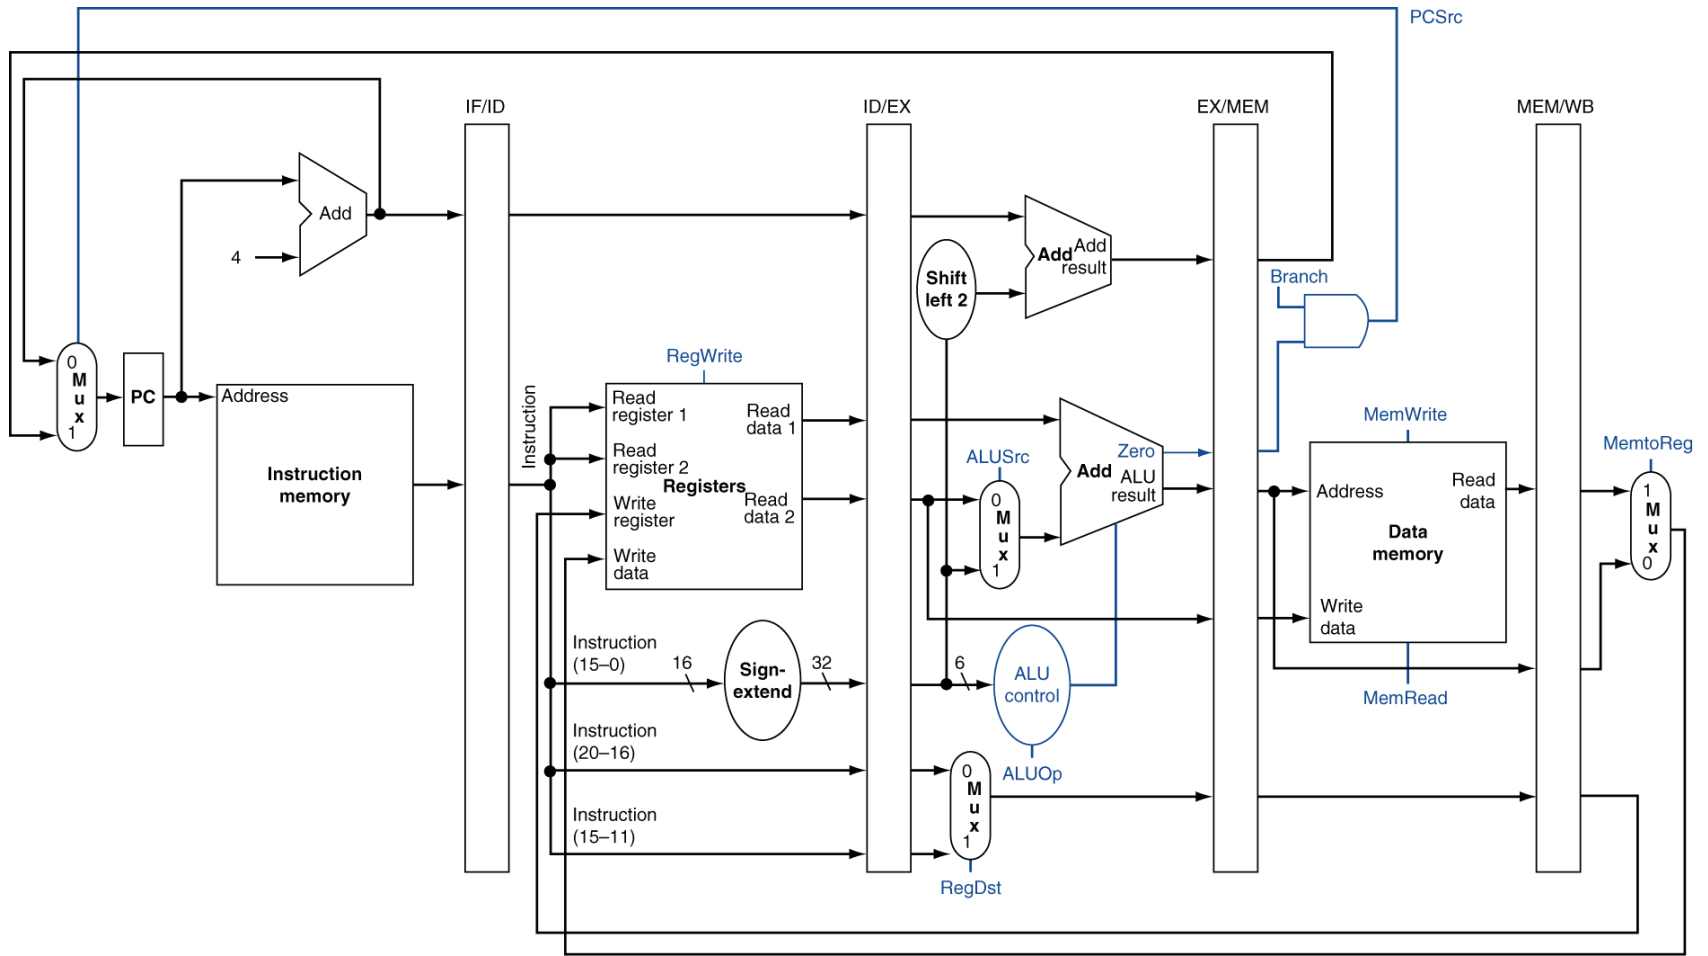 PCSrc
IF/ID
ID/EX
EX/MEM
MEM/WB
Add
4
Add
Add
result
Shift
left 2
Branch
0
M
u
x
1
PC
Address
Instruction
memory
Instruction
RegWrite
Read
register 1
Read
register 2
Write
register
Write
data
Registers
Read
data 1
Read
data 2
ALUSrc
0
M
u
x
1
Add
Zero
ALU
result
MemWrite
Address
Read
data
Data
memory
Write
data
MemRead
MemtoReg
1
M
u
x
0
Instruction
(15–0)
16
Sign-
extend
32
6
ALU
control
ALUOp
Instruction
(20–16)
Instruction
(15–11)
0
M
u
x
1
RegDst